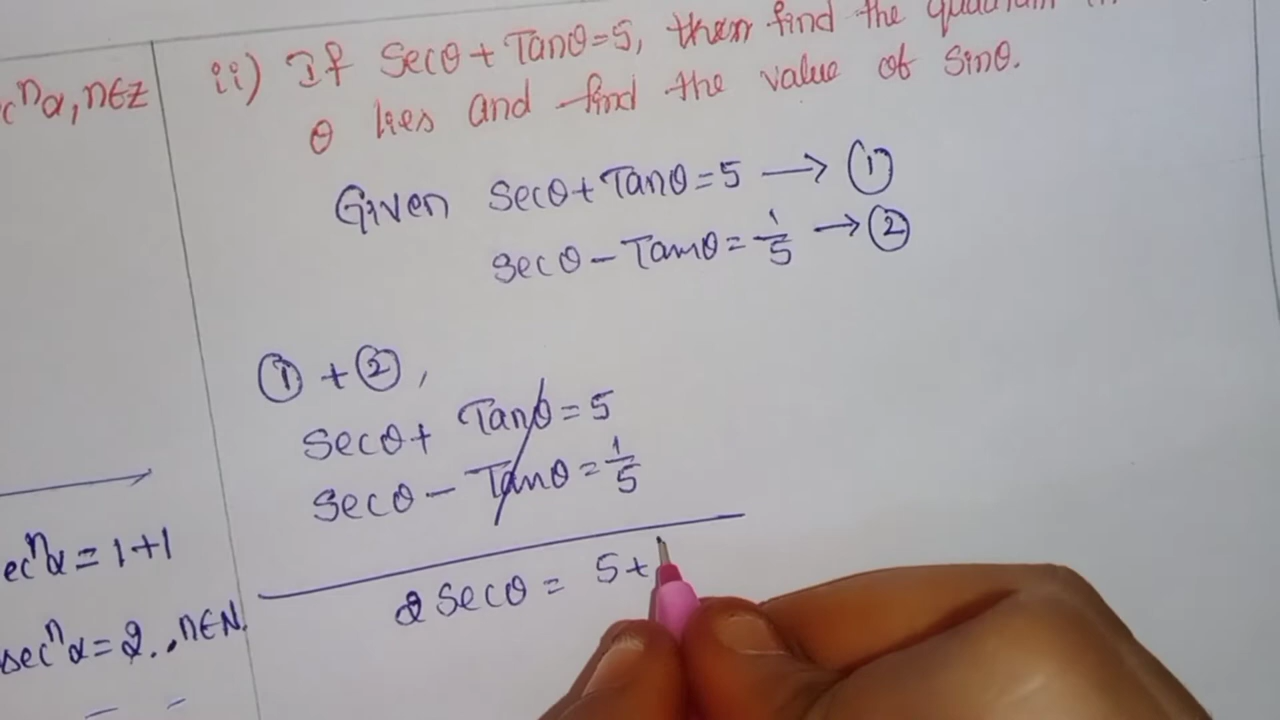 ii) If Secθ + Tanθ = 5, then find the
θ lies and find the value of Sinθ.
Given Secθ + Tanθ = 5 → ①
Secθ − Tanθ = 1/5 → ②
① + ②,
Secθ + Tanθ = 5
Secθ − Tanθ = 1/5
2 Secθ = 5 +
ⁿα, n∈Z
ecⁿα = 1+1
secⁿα = 2. , n∈N.